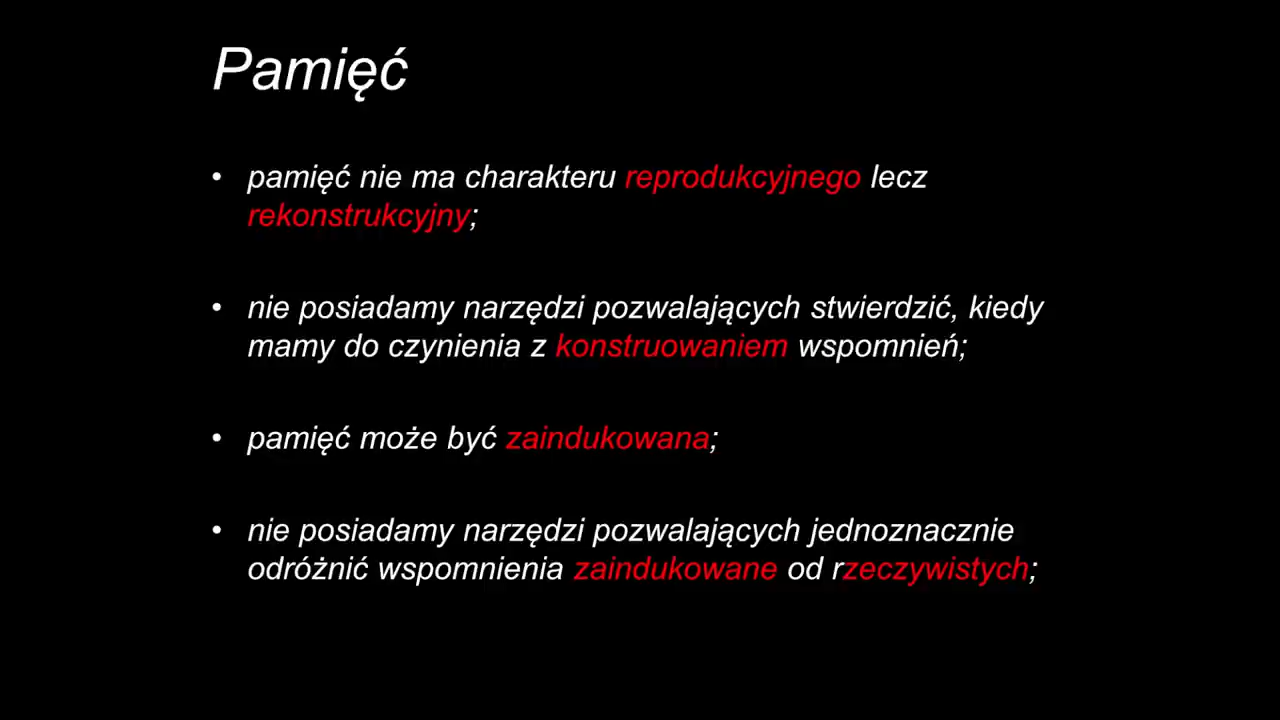 Pamięć
• pamięć nie ma charakteru reprodukcyjnego lecz
rekonstrukcyjny;
• nie posiadamy narzędzi pozwalających stwierdzić, kiedy
mamy do czynienia z konstruowaniem wspomnień;
• pamięć może być zaindukowana;
• nie posiadamy narzędzi pozwalających jednoznacznie
odróżnić wspomnienia zaindukowane od rzeczywistych;